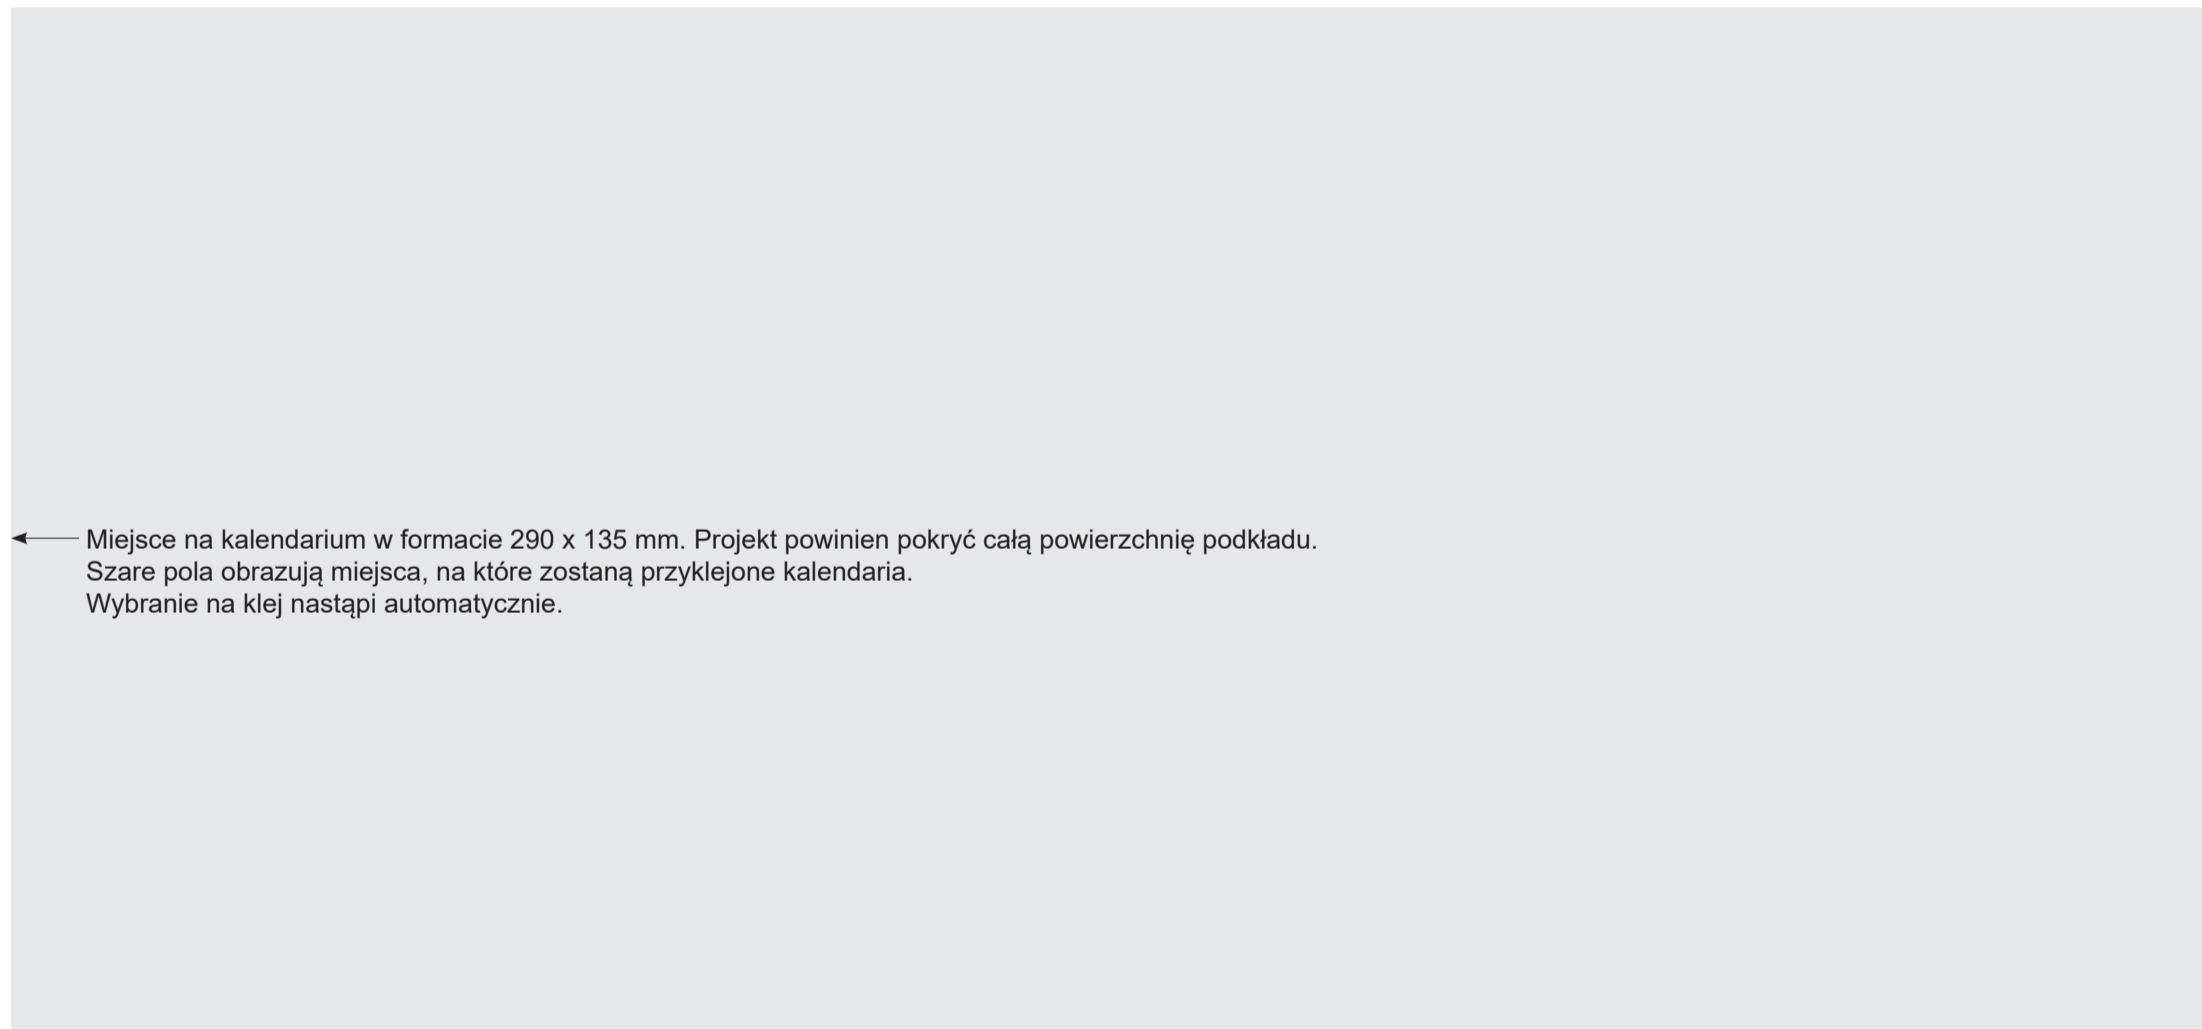 Miejsce na kalendarium w formacie 290 x 135 mm. Projekt powinien pokryć całą powierzchnię podkładu.
Szare pola obrazują miejsca, na które zostaną przyklejone kalendaria.
Wybranie na klej nastąpi automatycznie.